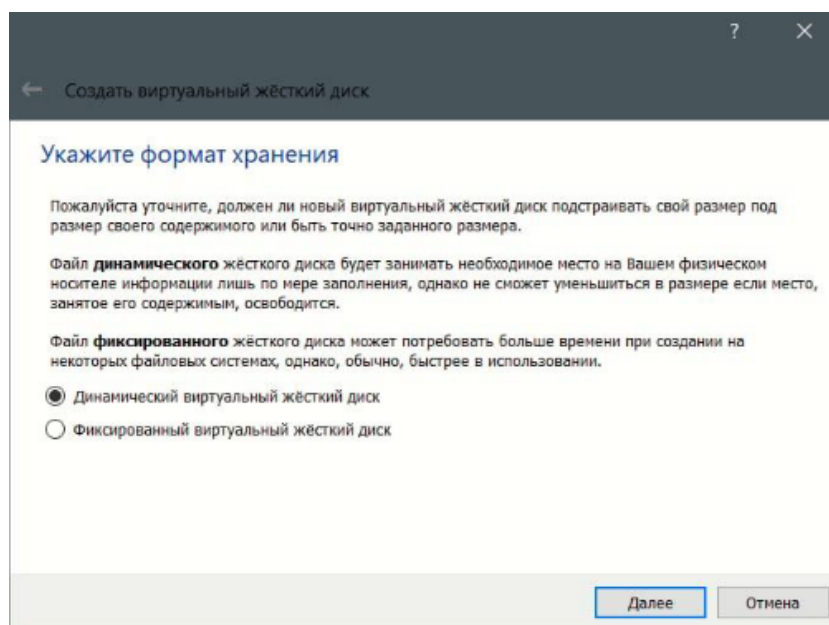 ?
Создать виртуальный жёсткий диск
Укажите формат хранения
Пожалуйста уточните, должен ли новый виртуальный жёсткий диск подстраивать свой размер под
размер своего содержимого или быть точно заданного размера.
Файл динамического жёсткого диска будет занимать необходимое место на Вашем физическом
носителе информации лишь по мере заполнения, однако не сможет уменьшиться в размере если место,
занятое его содержимым, освободится.
Файл фиксированного жёсткого диска может потребовать больше времени при создании на
некоторых файловых системах, однако, обычно, быстрее в использовании.
Динамический виртуальный жёсткий диск
Фиксированный виртуальный жёсткий диск
Далее Отмена